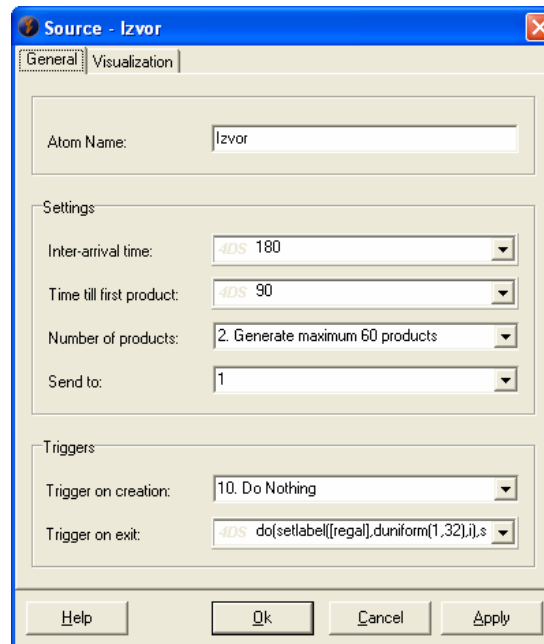 Source - Izvor
General Visualization
Atom Name: Izvor
Settings
Inter-arrival time: 4DS 180
Time till first product: 4DS 90
Number of products: 2. Generate maximum 60 products
Send to: 1
Triggers
Trigger on creation: 10. Do Nothing
Trigger on exit: 4DS do(setlabel([regal],duniform(1,32),i),s
Help Ok Cancel Apply